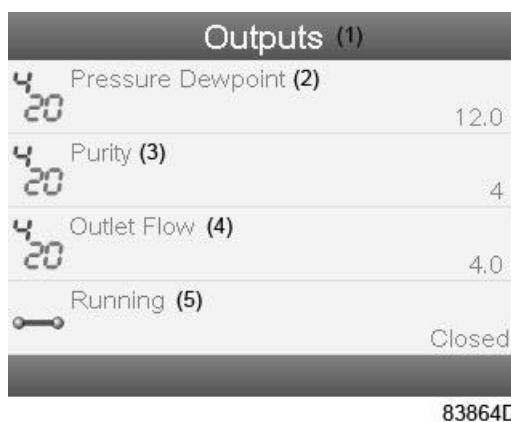 Outputs (1)
4 20 Pressure Dewpoint (2)
12.0
4 20 Purity (3)
4
4 20 Outlet Flow (4)
4.0
Running (5)
Closed
83864D